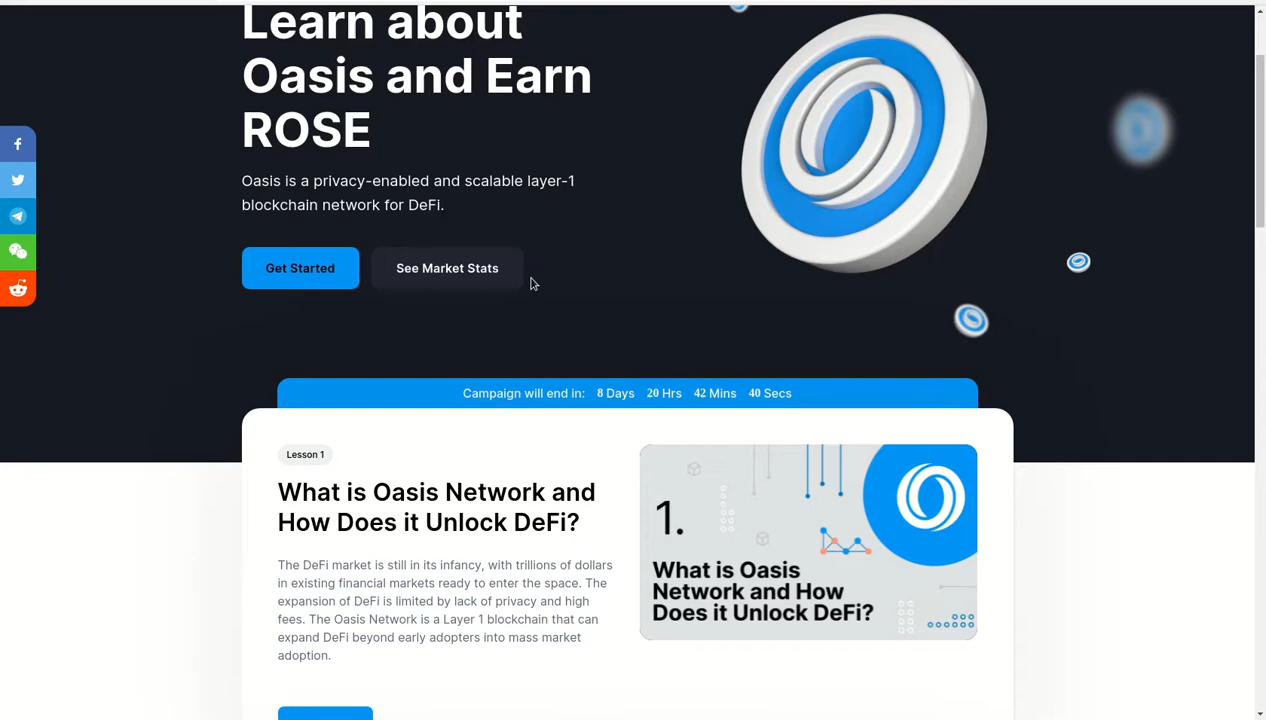 Learn about
Oasis and Earn
ROSE
Oasis is a privacy-enabled and scalable layer-1
blockchain network for DeFi.
Get Started
See Market Stats
Campaign will end in: 8 Days 20 Hrs 42 Mins 40 Secs
Lesson 1
What is Oasis Network and
How Does it Unlock DeFi?
The DeFi market is still in its infancy, with trillions of dollars
in existing financial markets ready to enter the space. The
expansion of DeFi is limited by lack of privacy and high
fees. The Oasis Network is a Layer 1 blockchain that can
expand DeFi beyond early adopters into mass market
adoption.
1.
What is Oasis
Network and How
Does it Unlock DeFi?